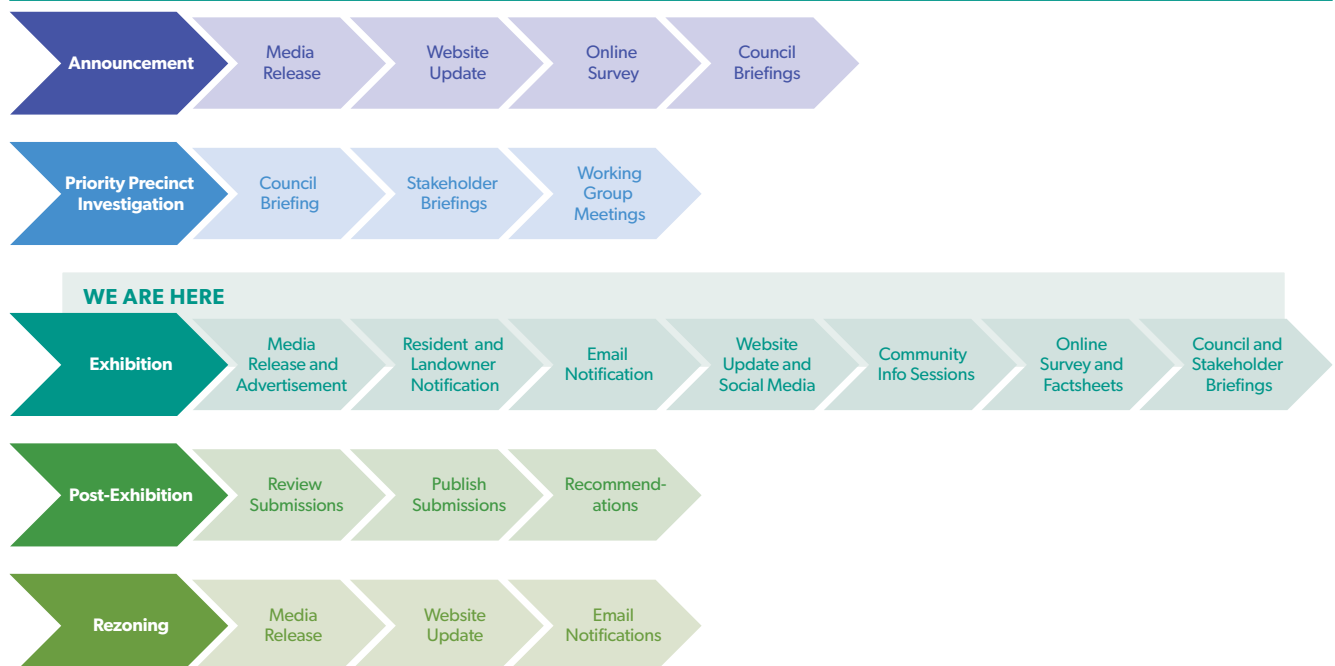 Announcement
Media
Release
Website
Update
Online
Survey
Council
Briefings
Priority Precinct
Investigation
Council
Briefing
Stakeholder
Briefings
Working
Group
Meetings
WE ARE HERE
Exhibition
Media
Release and
Advertisement
Resident and
Landowner
Notification
Email
Notification
Website
Update and
Social Media
Community
Info Sessions
Online
Survey and
Factsheets
Council and
Stakeholder
Briefings
Post-Exhibition
Review
Submissions
Publish
Submissions
Recommend-
ations
Rezoning
Media
Release
Website
Update
Email
Notifications